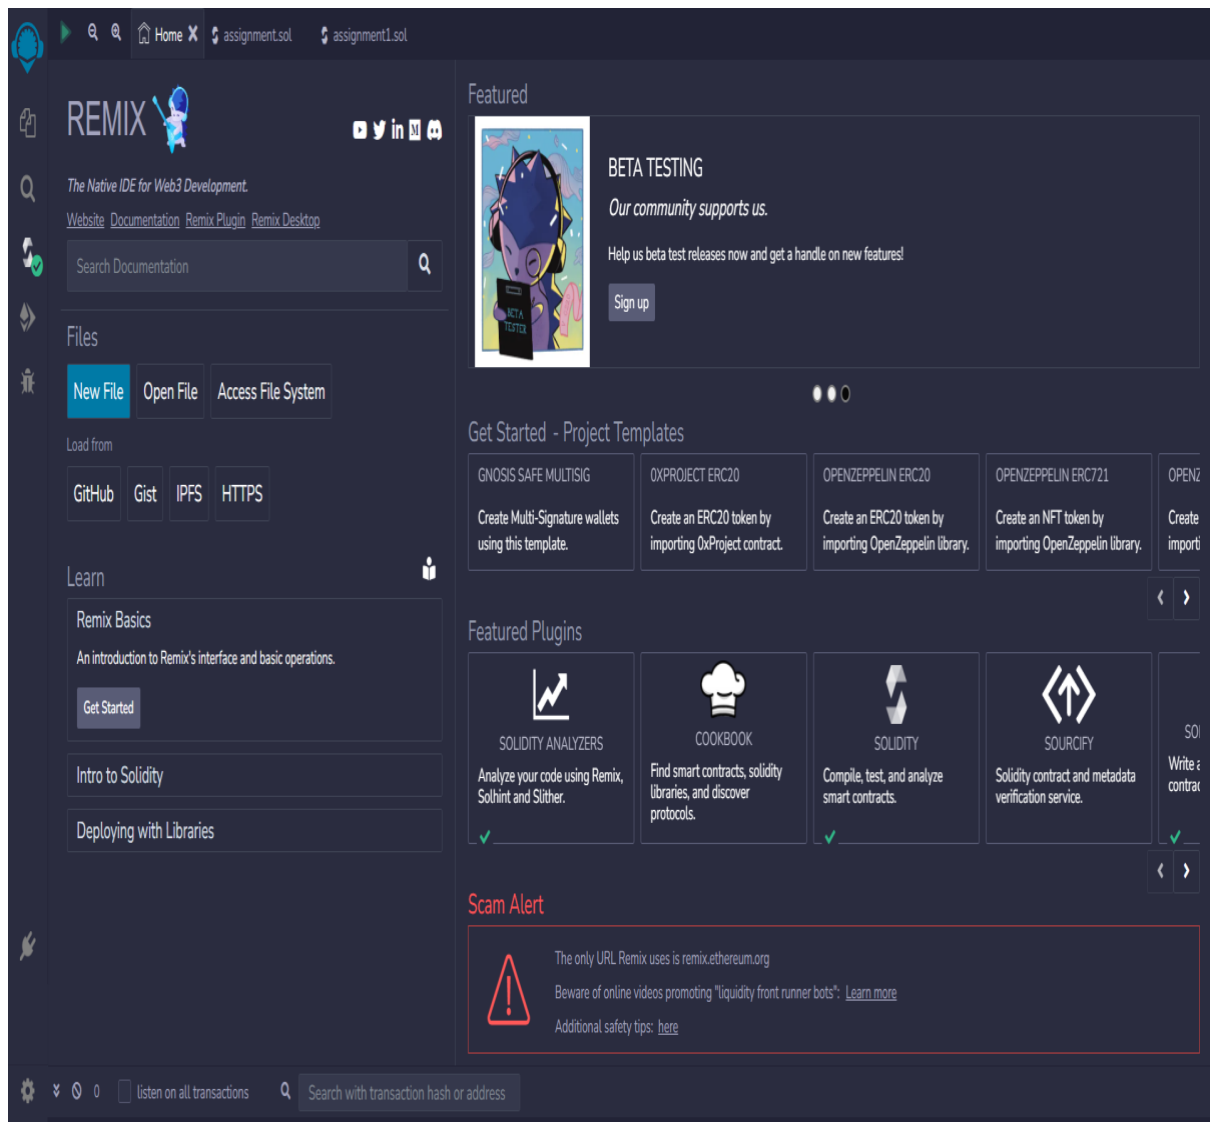 Home
assignment.sol
assignment1.sol
REMIX
The Native IDE for Web3 Development.
Website Documentation Remix Plugin Remix Desktop
Search Documentation
Files
New File
Open File
Access File System
Load from
GitHub
Gist
IPFS
HTTPS
Learn
Remix Basics
An introduction to Remix's interface and basic operations.
Get Started
Intro to Solidity
Deploying with Libraries
Featured
BETA
TESTER
BETA TESTING
Our community supports us.
Help us beta test releases now and get a handle on new features!
Sign up
Get Started - Project Templates
GNOSIS SAFE MULTISIG
Create Multi-Signature wallets
using this template.
0XPROJECT ERC20
Create an ERC20 token by
importing 0xProject contract.
OPENZEPPELIN ERC20
Create an ERC20 token by
importing OpenZeppelin library.
OPENZEPPELIN ERC721
Create an NFT token by
importing OpenZeppelin library.
OPENZ
Create
importi
Featured Plugins
SOLIDITY ANALYZERS
Analyze your code using Remix,
Solhint and Slither.
COOKBOOK
Find smart contracts, solidity
libraries, and discover
protocols.
SOLIDITY
Compile, test, and analyze
smart contracts.
SOURCIFY
Solidity contract and metadata
verification service.
SOI
Write a
contrac
Scam Alert
The only URL Remix uses is remix.ethereum.org
Beware of online videos promoting "liquidity front runner bots": Learn more
Additional safety tips: here
0
listen on all transactions
Search with transaction hash or address